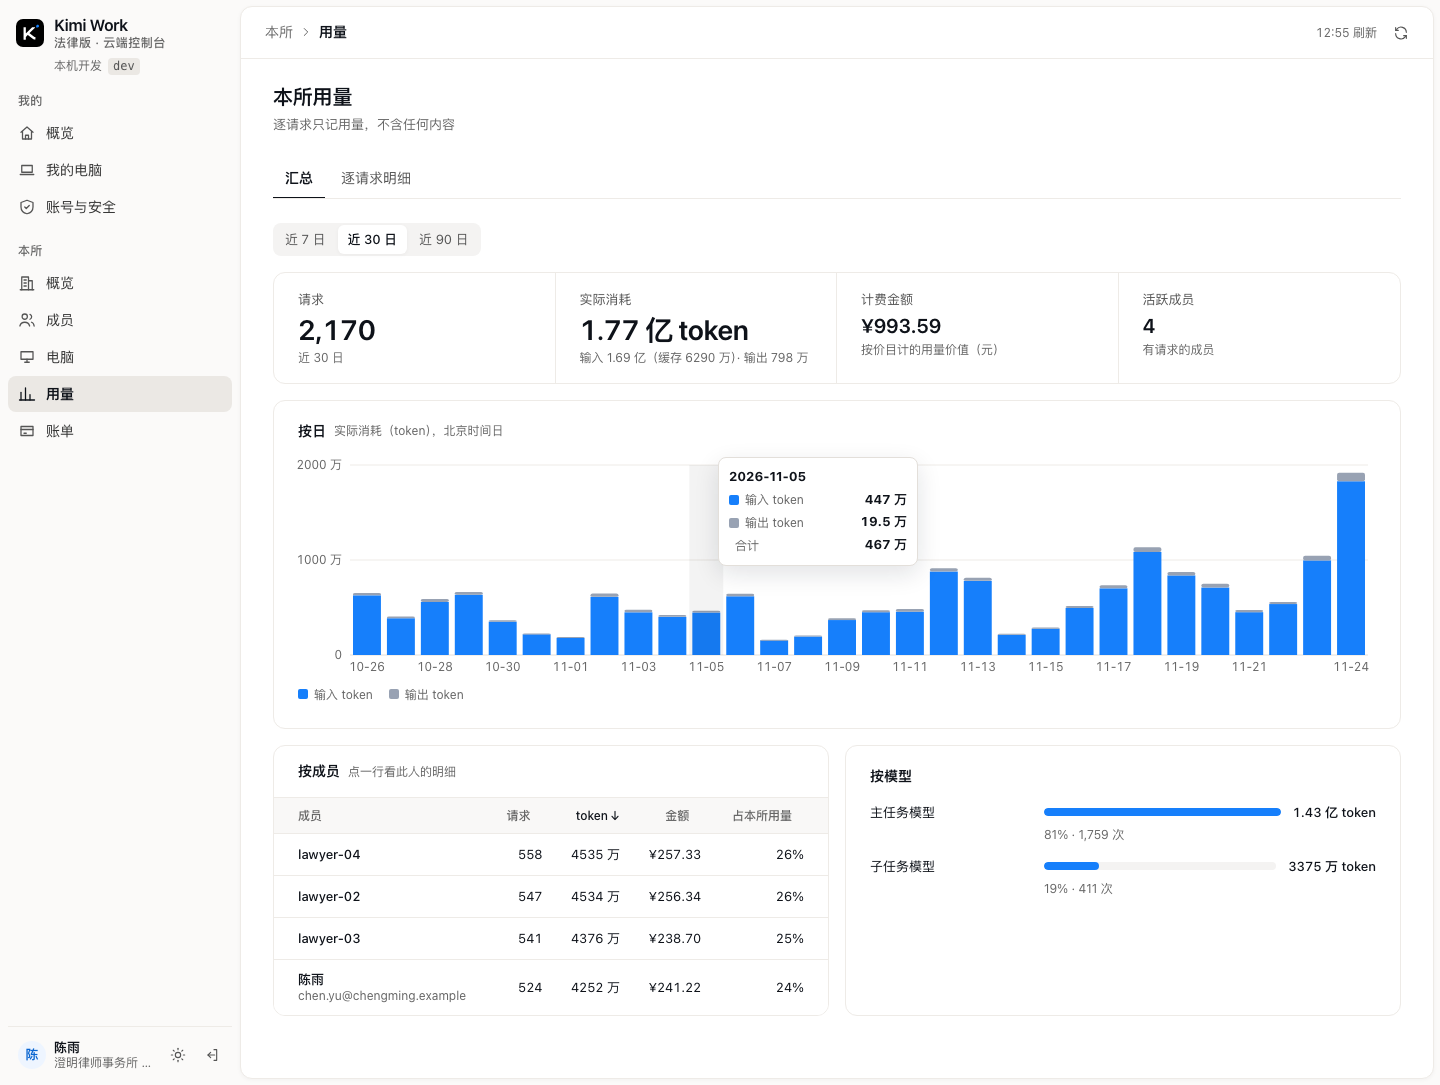 Kimi Work
法律版 · 云端控制台
本机开发 dev
我的
概览
我的电脑
账号与安全
本所
概览
成员
电脑
用量
账单
陈
陈雨
澄明律师事务所 ...
本所 > 用量
12:55 刷新
本所用量
逐请求只记用量，不含任何内容
汇总 逐请求明细
近 7 日 近 30 日 近 90 日
请求
2,170
近 30 日
实际消耗
1.77 亿 token
输入 1.69 亿（缓存 6290 万）· 输出 798 万
计费金额
¥993.59
按价目计的用量价值（元）
活跃成员
4
有请求的成员
按日 实际消耗（token），北京时间日
2000 万
1000 万
0
2026-11-05
输入 token 447 万
输出 token 19.5 万
合计 467 万
10-26 10-28 10-30 11-01 11-03 11-05 11-07 11-09 11-11 11-13 11-15 11-17 11-19 11-21 11-24
输入 token 输出 token
按成员 点一行看此人的明细
成员 请求 token ↓ 金额 占本所用量
lawyer-04 558 4535 万 ¥257.33 26%
lawyer-02 547 4534 万 ¥256.34 26%
lawyer-03 541 4376 万 ¥238.70 25%
陈雨
chen.yu@chengming.example 524 4252 万 ¥241.22 24%
按模型
主任务模型 1.43 亿 token
81% · 1,759 次
子任务模型 3375 万 token
19% · 411 次